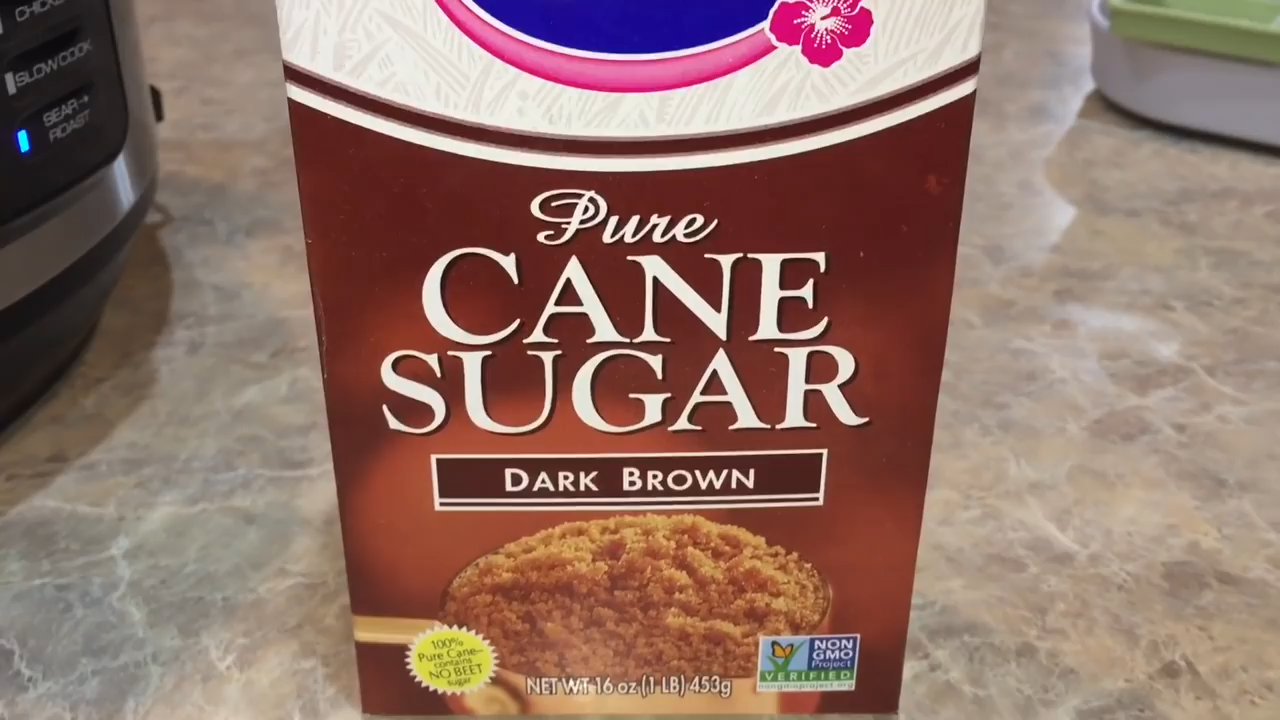 SLOW COOK
SEAR→
ROAST
Pure
CANE
SUGAR
DARK BROWN
100%
Pure Cane—
contains
NO BEET
sugar
NET WT 16 oz (1 LB) 453g
NON
GMO
Project
VERIFIED
nongmoproject.org